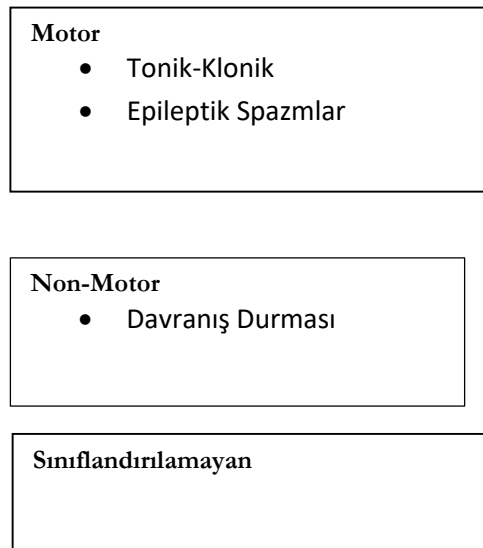 Motor
• Tonik-Klonik
• Epileptik Spazmlar
Non-Motor
• Davranış Durması
Sınıflandırılamayan